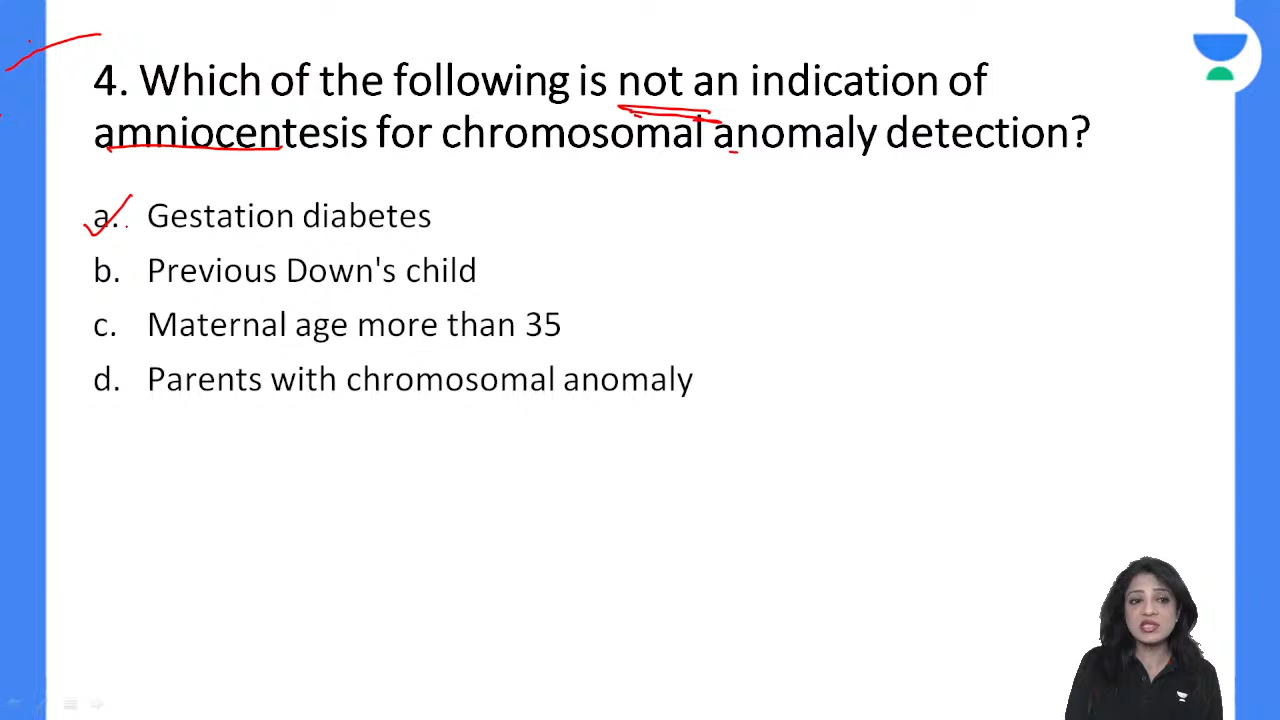 4. Which of the following is not an indication of
amniocentesis for chromosomal anomaly detection?
a. Gestation diabetes
b. Previous Down's child
c. Maternal age more than 35
d. Parents with chromosomal anomaly